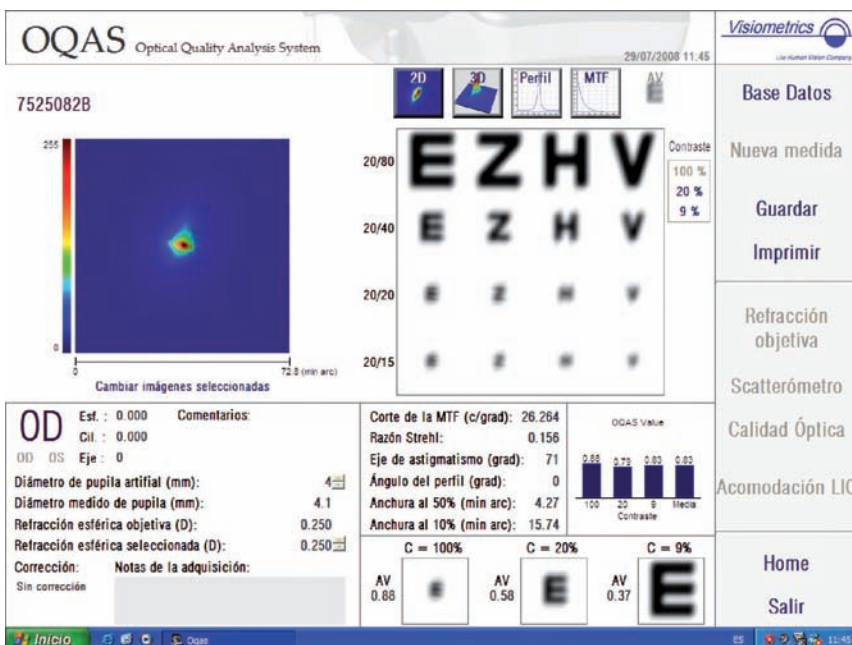 OQAS Optical Quality Analysis System
29/07/2008 11:45
Visiometrics
7525082B
2D
3D
Perfil
MTF
AV
E
Base Datos
Nueva medida
Guardar
Imprimir
Refracción
objetiva
Scatterómetro
Calidad Óptica
Acomodación LIO
Home
Salir
255
0
0
72.8 (min arc)
Cambiar imágenes seleccionadas
Contraste
100 %
20 %
9 %
20/80 E Z H V
20/40 E Z H V
20/20 E Z H V
20/15 E Z H V
OD
OD OS
Esf. : 0.000
Cil. : 0.000
Eje : 0
Comentarios:
Diámetro de pupila artifial (mm): 4
Diámetro medido de pupila (mm): 4.1
Refracción esférica objetiva (D): 0.250
Refracción esférica seleccionada (D): 0.250
Corrección: Notas de la adquisición:
Sin corrección
Corte de la MTF (c/grad): 26.264
Razón Strehl: 0.156
Eje de astigmatismo (grad): 71
Ángulo del perfil (grad): 0
Anchura al 50% (min arc): 4.27
Anchura al 10% (min arc): 15.74
OQAS Value
0.88 0.79 0.83 0.83
100 20 9 Media
Contraste
C = 100% C = 20% C = 9%
AV 0.88 E
AV 0.58 E
AV 0.37 E
Inicio
Oqas
ES
11:45